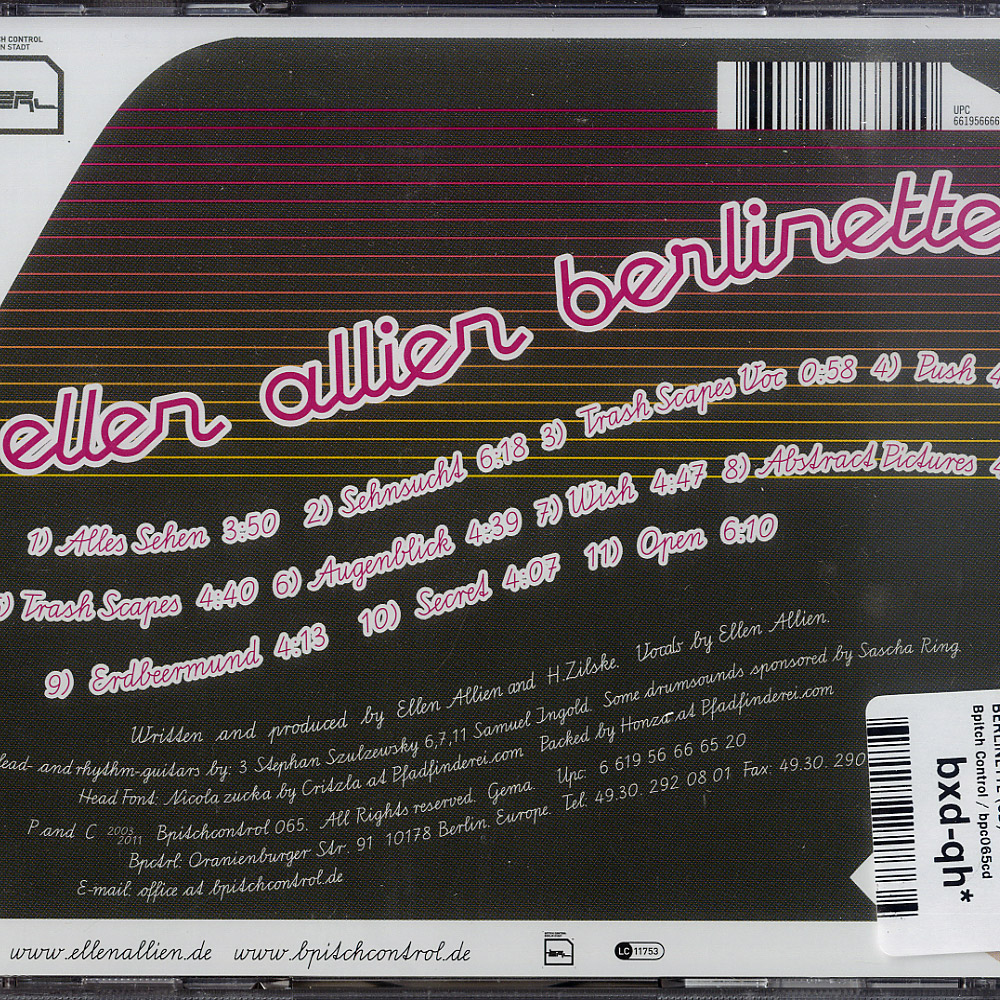 CH CONTROL
N STADT
UPC
66195666
ellen allien berlinette
1) Alles Sehen 3:50 2) Sehnsucht 6:18 3) Trash Scapes Voc 0:58 4) Push 4
) Trash Scapes 4:40 6) Augenblick 4:39 7) Wish 4:47 8) Abstract Pictures 4
9) Erdbeermund 4:13 10) Secret 4:07 11) Open 6:10
Written and produced by Ellen Allien and H.Zilske. Vocals by Ellen Allien.
lead- and rhythm-guitars by: 3 Stephan Szulzewsky 6,7,11 Samuel Ingold. Some drumsounds sponsored by Sascha Ring.
Head Font: Nicola zucka by Critzla at Pfadfinderei.com Packed by Honza at Pfadfinderei.com
P and C 2003 2011 Bpitchcontrol 065. All Rights reserved. Gema. Upc: 6 619 56 66 65 20
Bpctrl. Oranienburger Str. 91 10178 Berlin. Europe. Tel: 49.30. 292 08 01 Fax: 49.30. 290
E-mail: office at bpitchcontrol.de
www.ellenallien.de www.bpitchcontrol.de
LC 11753
Bpitch Control / bpc065cd
bxd-qh*